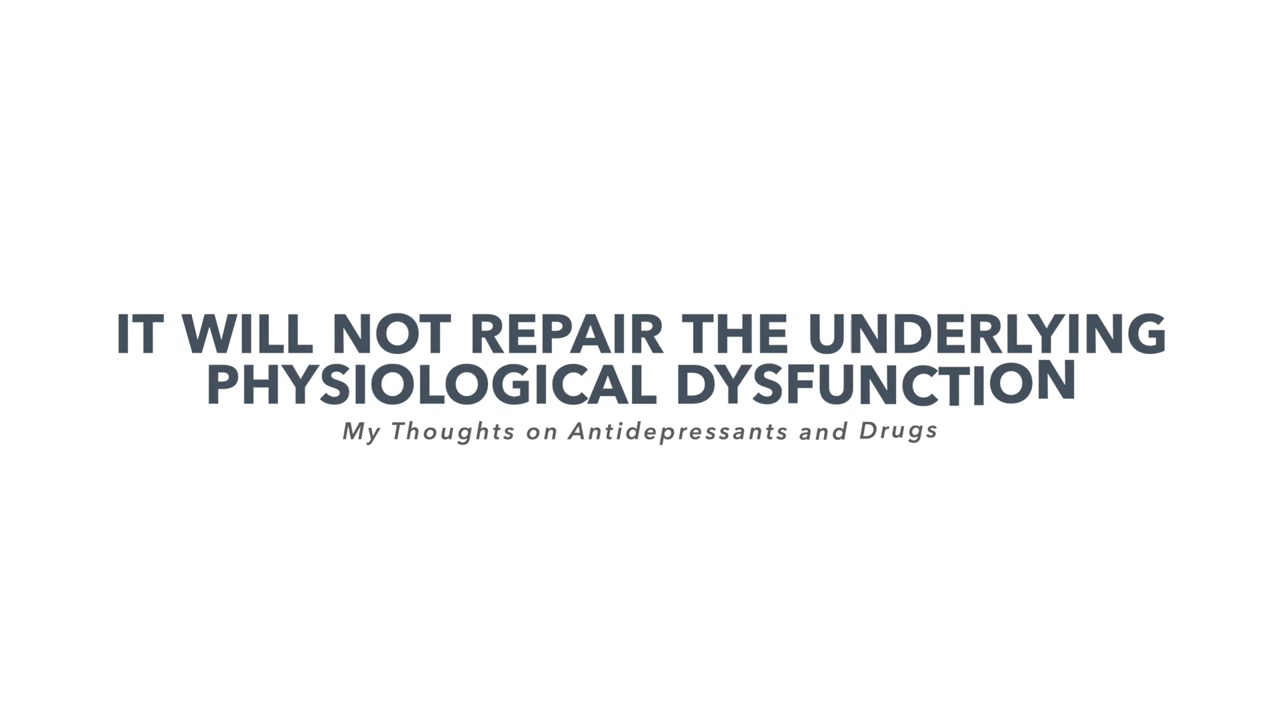 IT WILL NOT REPAIR THE UNDERLYING
PHYSIOLOGICAL DYSFUNCTION
My Thoughts on Antidepressants and Drugs